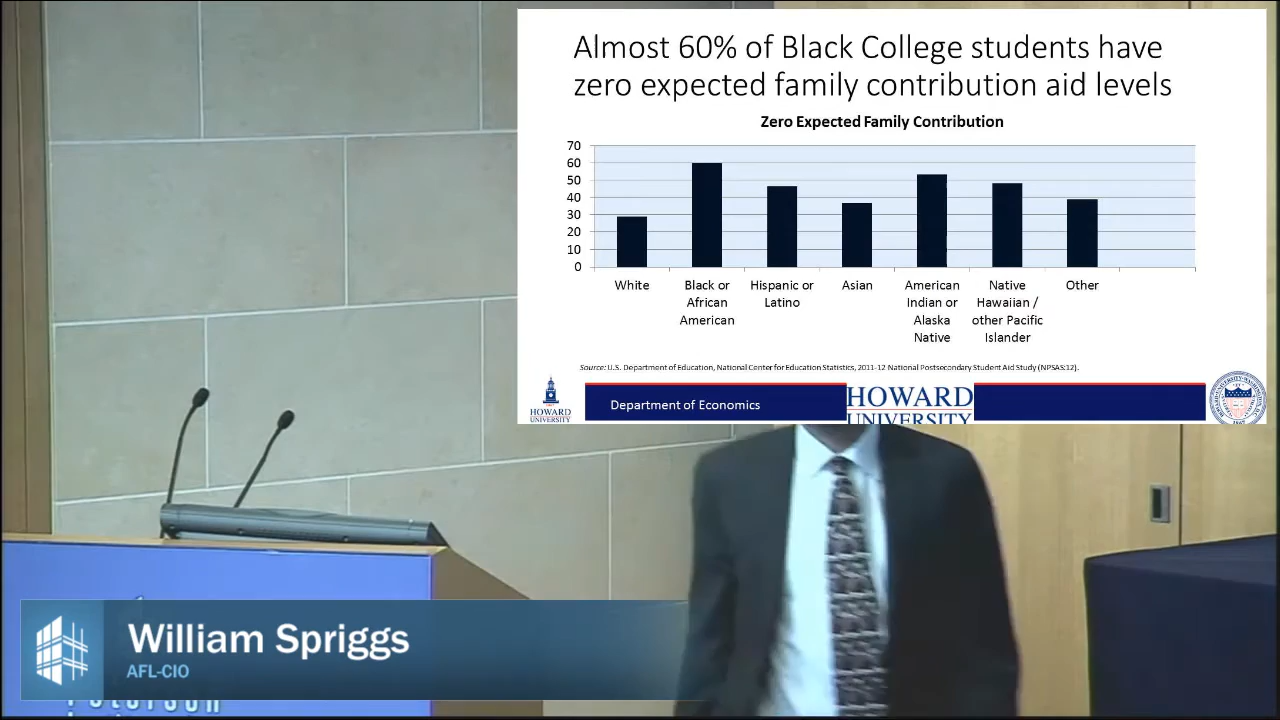 Almost 60% of Black College students have
zero expected family contribution aid levels
Zero Expected Family Contribution
70
60
50
40
30
20
10
0
White
Black or
African
American
Hispanic or
Latino
Asian
American
Indian or
Alaska
Native
Native
Hawaiian /
other Pacific
Islander
Other
Source: U.S. Department of Education, National Center for Education Statistics, 2011-12 National Postsecondary Student Aid Study (NPSAS:12).
HOWARD
UNIVERSITY
Department of Economics
HOWARD
UNIVERSITY
William Spriggs
AFL-CIO
Peterson